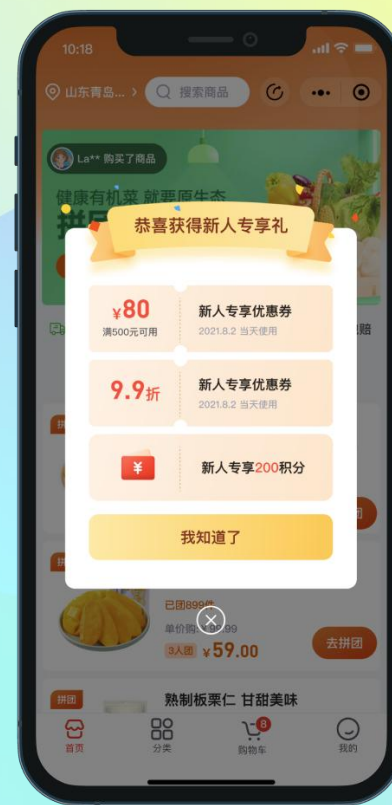 10:18
山东青岛...
搜索商品
La** 购买了商品
健康有机菜 就要原生态
恭喜获得新人专享礼
¥80
满500元可用
新人专享优惠券
2021.8.2 当天使用
9.9折
新人专享优惠券
2021.8.2 当天使用
¥
新人专享200积分
我知道了
已团899件
单价购:¥
.99
3人团 ¥59.00
去拼团
拼团
熟制板栗仁 甘甜美味
首页
分类
8
购物车
我的